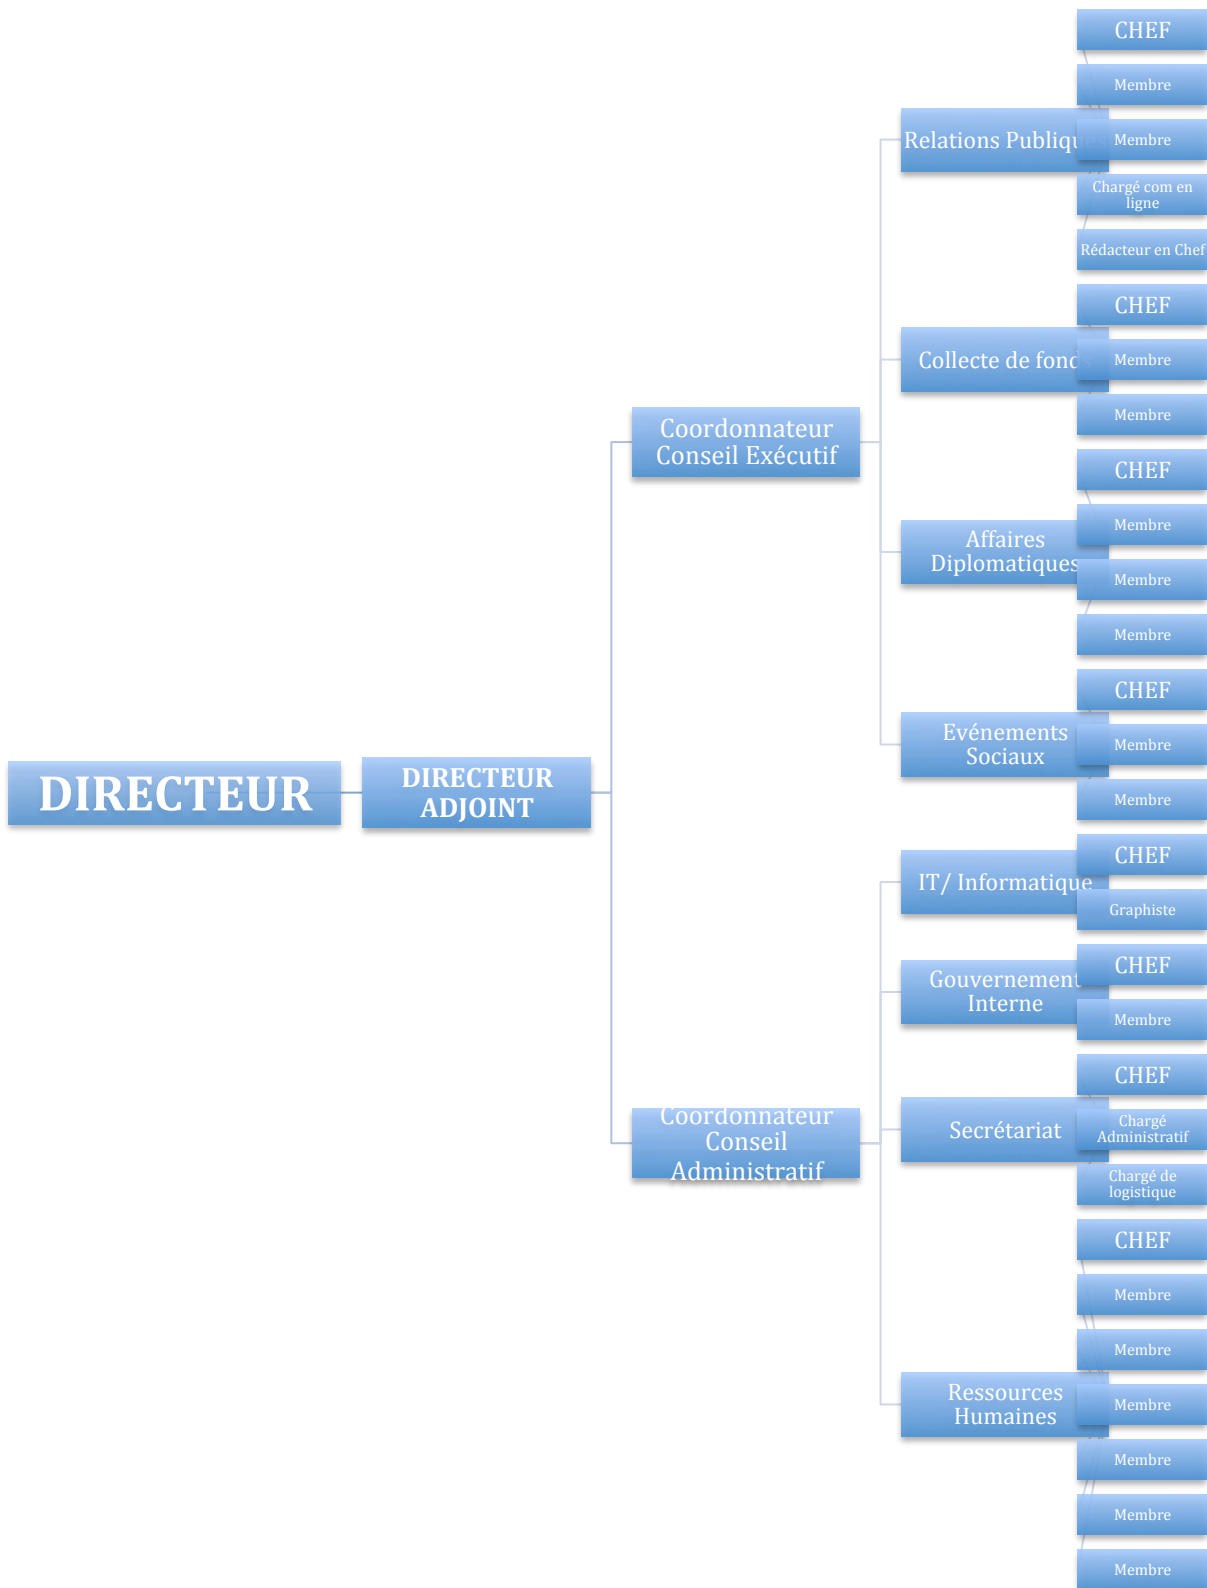 DIRECTEUR
DIRECTEUR
ADJOINT
Coordonnateur
Conseil Exécutif
Relations Publiques
CHEF
Membre
Membre
Chargé com en
ligne
Rédacteur en Chef
Collecte de fonds
CHEF
Membre
Membre
Affaires
Diplomatiques
CHEF
Membre
Membre
Membre
Evénements
Sociaux
CHEF
Membre
Membre
Coordonnateur
Conseil
Administratif
IT/ Informatique
CHEF
Graphiste
Gouvernement
Interne
CHEF
Membre
Secrétariat
CHEF
Chargé
Administratif
Chargé de
logistique
Ressources
Humaines
CHEF
Membre
Membre
Membre
Membre
Membre
Membre